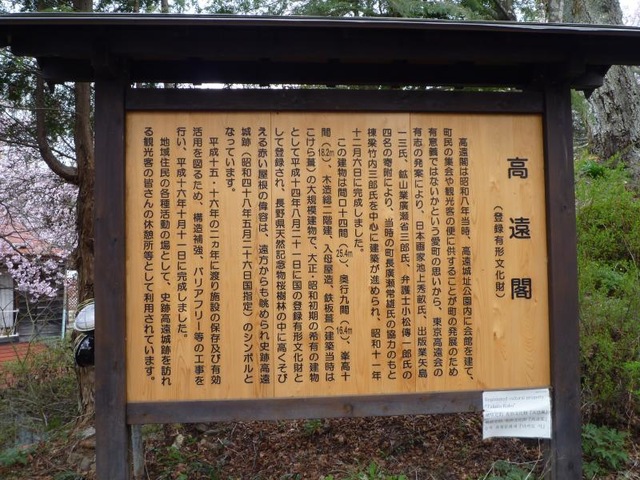 高遠閣
(登録有形文化財)
高遠閣は昭和八年当時、高遠城址公園内に会館を建て、
町民の集会や観光客の便に供することが町の発展のため
有意義ではないかという愛町の思いから、東京高遠会の
有志の発案により、日本画家池上秀畝氏、出版業矢島
一三氏、鉱山業廣瀬省三郎氏、弁護士小松傳一郎氏の
四名の寄附により、当時の町長廣瀬常雄氏の協力のもと
棟梁竹内三郎氏を中心に建築が進められ、昭和十一年
十二月六日に完成しました。
この建物は間口十四間(25.4m)、奥行九間(16.4m)、峯高十
間(18.2m)、木造総二階建、入母屋造、鉄板葺(建築当時は
こけら葺)の大規模建物で、大正・昭和初期の希有の建物
として平成十四年八月二十一日に国の登録有形文化財と
して登録され、長野県天然記念物桜樹林の中に高くそび
える赤い屋根の偉容は、遠方からも眺められ史跡高遠
城跡(昭和四十八年五月二十六日国指定)のシンボルと
なっています。
平成十五・十六年の二ヵ年に渡り施設の保存及び有効
活用を図るため、構造補強、バリアフリー等の工事を
行い、平成十六年十月十一日に完成しました。
地域住民の各種活動の場として、史跡高遠城跡を訪れ
る観光客の皆さんの休憩所等として利用されています。